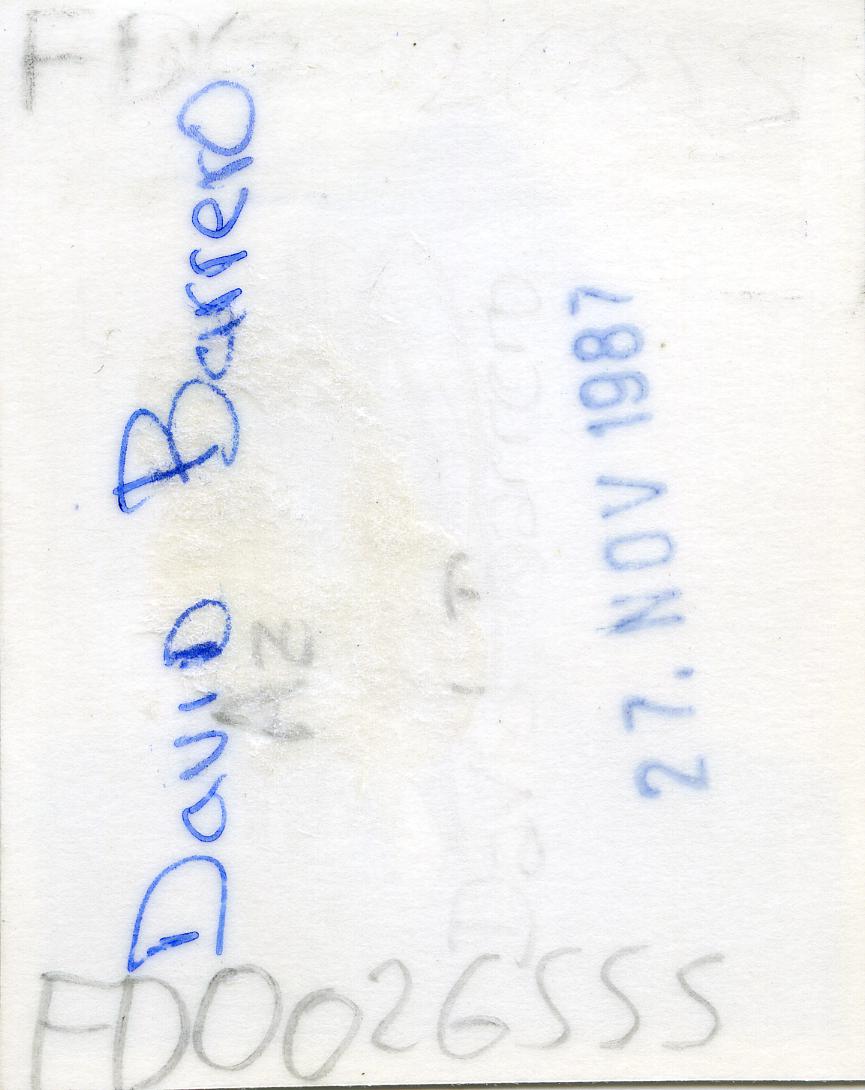 David Barrero
27. NOV 1987
FD0026555